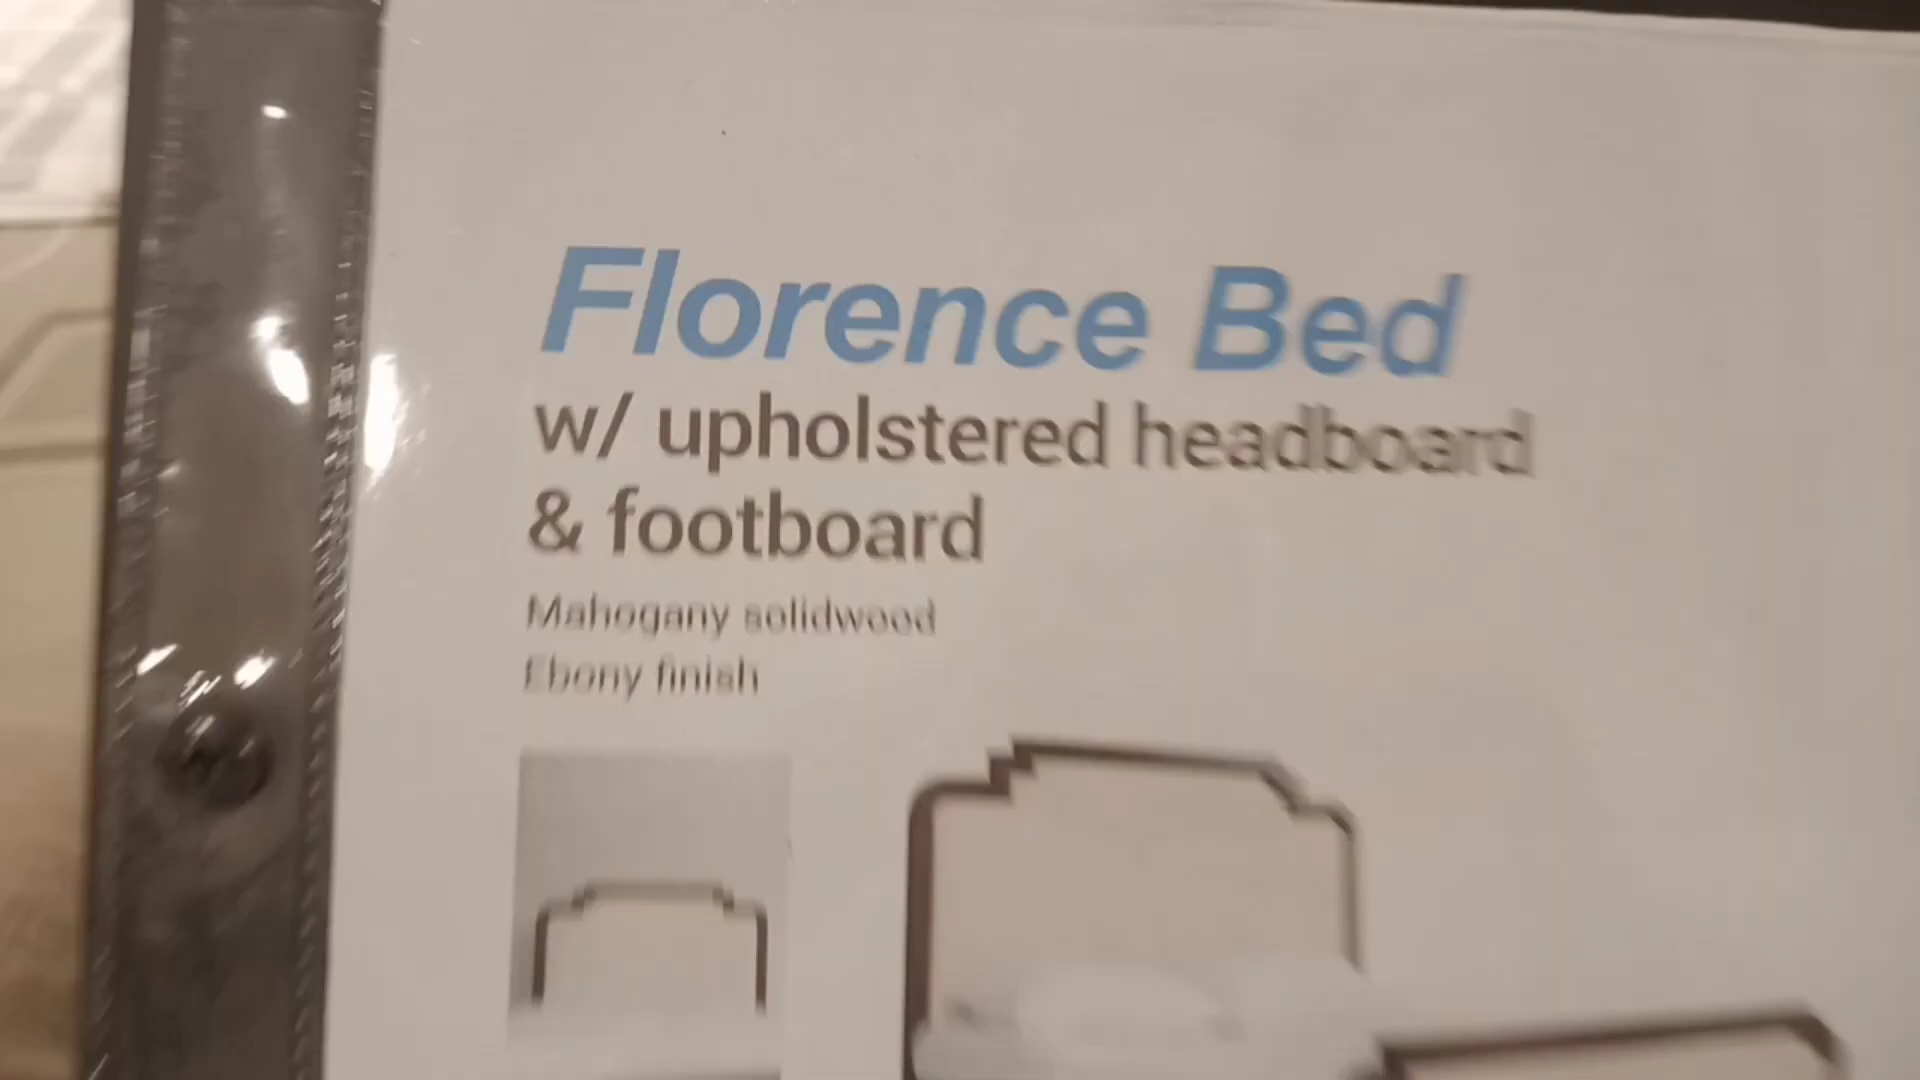 Florence Bed
w/ upholstered headboard
& footboard
Mahogany solidwood
Ebony finish